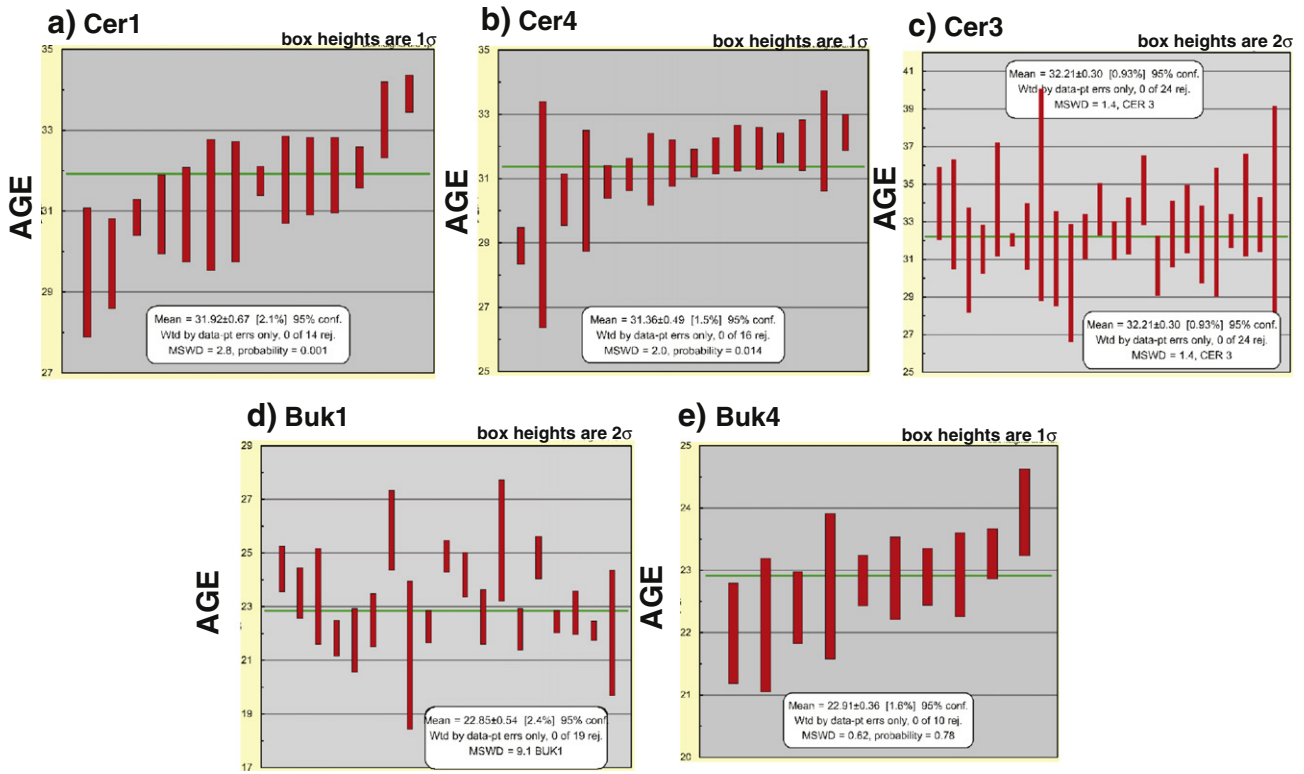 a) Cer1
box heights are 1σ
AGE
35
33
31
29
27
Mean = 31.92±0.67 [2.1%] 95% conf.
Wtd by data-pt errs only, 0 of 14 rej.
MSWD = 2.8, probability = 0.001
b) Cer4
box heights are 1σ
AGE
35
33
31
29
27
25
Mean = 31.36±0.49 [1.5%] 95% conf.
Wtd by data-pt errs only, 0 of 16 rej.
MSWD = 2.0, probability = 0.014
c) Cer3
box heights are 2σ
41
39
37
35
33
31
29
27
25
Mean = 32.21±0.30 [0.93%] 95% conf.
Wtd by data-pt errs only, 0 of 24 rej.
MSWD = 1.4, CER 3
Mean = 32.21±0.30 [0.93%] 95% conf.
Wtd by data-pt errs only, 0 of 24 rej.
MSWD = 1.4, CER 3
d) Buk1
box heights are 2σ
AGE
29
27
25
23
21
19
17
Mean = 22.85±0.54 [2.4%] 95% conf.
Wtd by data-pt errs only, 0 of 19 rej.
MSWD = 9.1 BUK1
e) Buk4
box heights are 1σ
AGE
25
24
23
22
21
20
Mean = 22.91±0.36 [1.6%] 95% conf.
Wtd by data-pt errs only, 0 of 10 rej.
MSWD = 0.62, probability = 0.78